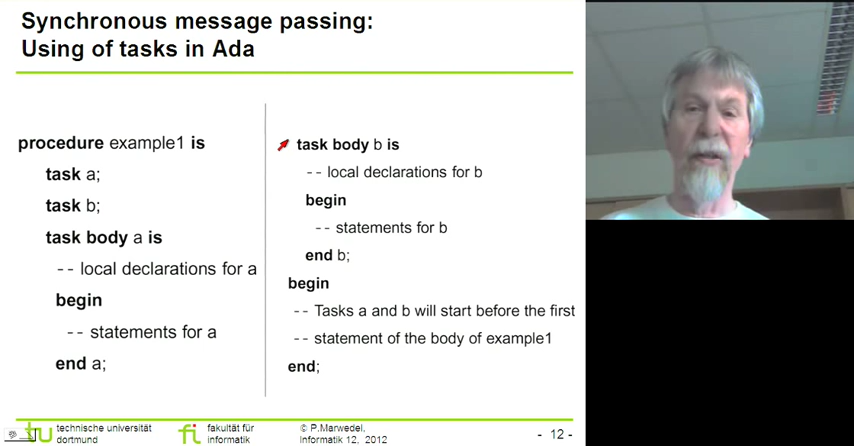 Synchronous message passing:
Using of tasks in Ada
procedure example1 is
task a;
task b;
task body a is
-- local declarations for a
begin
-- statements for a
end a;
task body b is
-- local declarations for b
begin
-- statements for b
end b;
begin
-- Tasks a and b will start before the first
-- statement of the body of example1
end;
tu
technische universität
dortmund
fi
fakultät für
informatik
© P.Marwedel,
Informatik 12, 2012
- 12 -